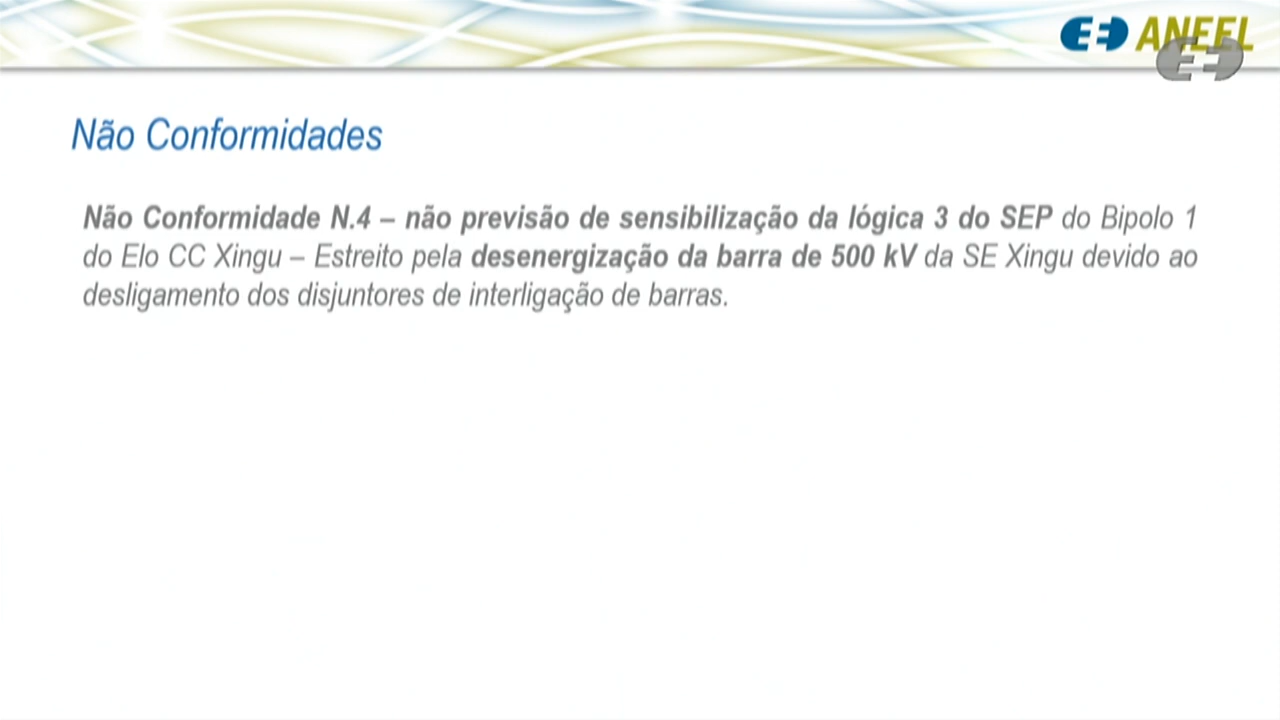 ANEEL
Não Conformidades
Não Conformidade N.4 – não previsão de sensibilização da lógica 3 do SEP do Bipolo 1
do Elo CC Xingu – Estreito pela desenergização da barra de 500 kV da SE Xingu devido ao
desligamento dos disjuntores de interligação de barras.